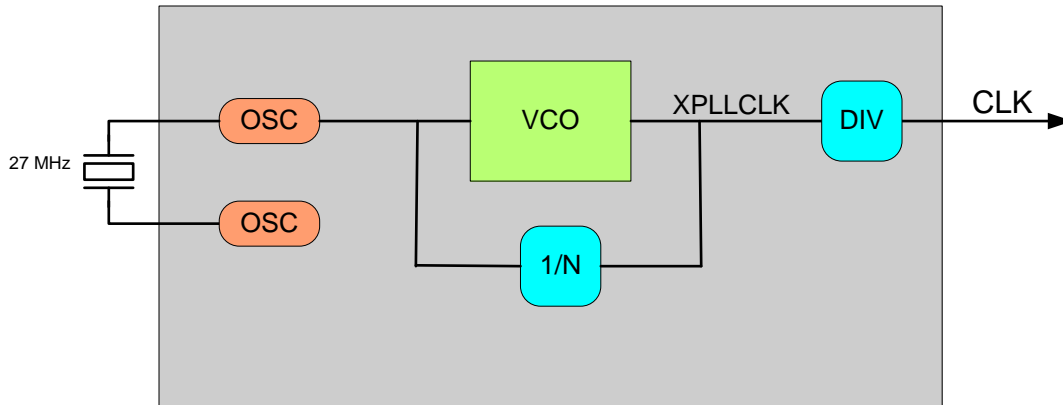 27 MHz
OSC
OSC
VCO
XPLLCLK
1/N
DIV
CLK